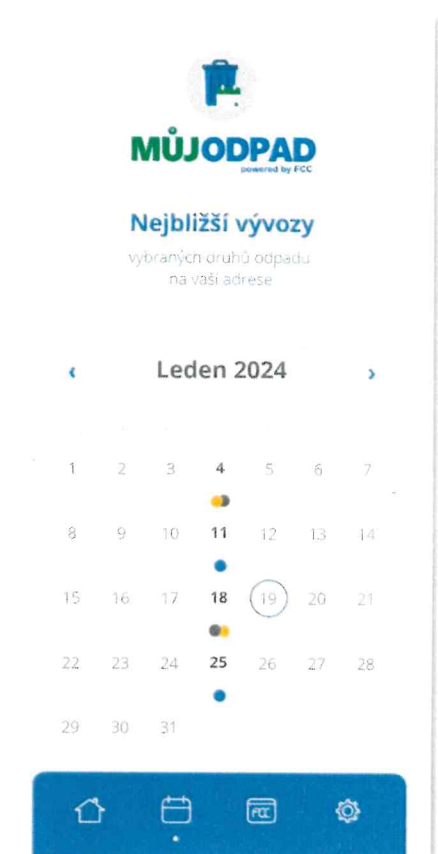 MŮJODPAD
powered by FCC
Nejbližší vývozy
vybraných druhů odpadu
na vaší adrese
‹ Leden 2024 ›
1 2 3 4 5 6 7
8 9 10 11 12 13 14
15 16 17 18 19 20 21
22 23 24 25 26 27 28
29 30 31
FCC